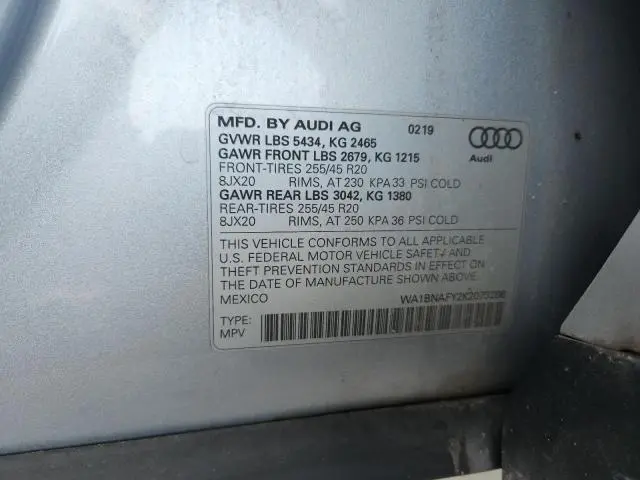 MFD. BY AUDI AG 0219
GVWR LBS 5434, KG 2465
GAWR FRONT LBS 2679, KG 1215
FRONT-TIRES 255/45 R20
8JX20 RIMS, AT 230 KPA 33 PSI COLD
GAWR REAR LBS 3042, KG 1380
REAR-TIRES 255/45 R20
8JX20 RIMS, AT 250 KPA 36 PSI COLD
Audi
THIS VEHICLE CONFORMS TO ALL APPLICABLE
U.S. FEDERAL MOTOR VEHICLE SAFETY AND
THEFT PREVENTION STANDARDS IN EFFECT ON
THE DATE OF MANUFACTURE SHOWN ABOVE.
MEXICO
TYPE:
MPV